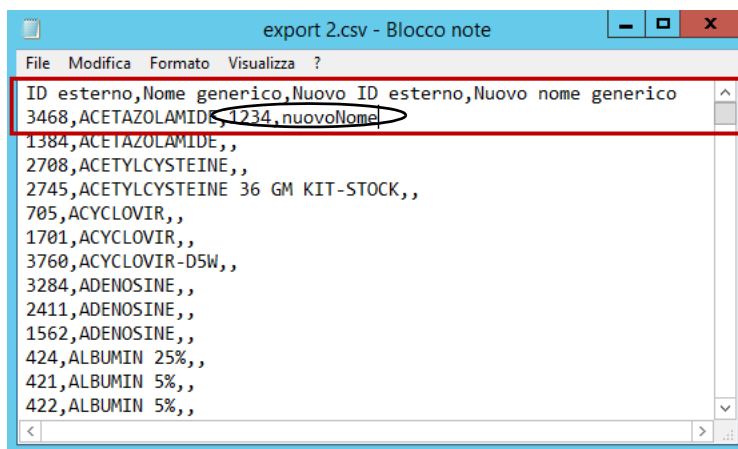 export 2.csv - Blocco note
File Modifica Formato Visualizza ?
ID esterno,Nome generico,Nuovo ID esterno,Nuovo nome generico
3468,ACETAZOLAMIDE,1234,nuovoNome
1384,ACETAZOLAMIDE,,
2708,ACETYLCYSTEINE,,
2745,ACETYLCYSTEINE 36 GM KIT-STOCK,,
705,ACYCLOVIR,,
1701,ACYCLOVIR,,
3760,ACYCLOVIR-D5W,,
3284,ADENOSINE,,
2411,ADENOSINE,,
1562,ADENOSINE,,
424,ALBUMIN 25%,,
421,ALBUMIN 5%,,
422,ALBUMIN 5%,,